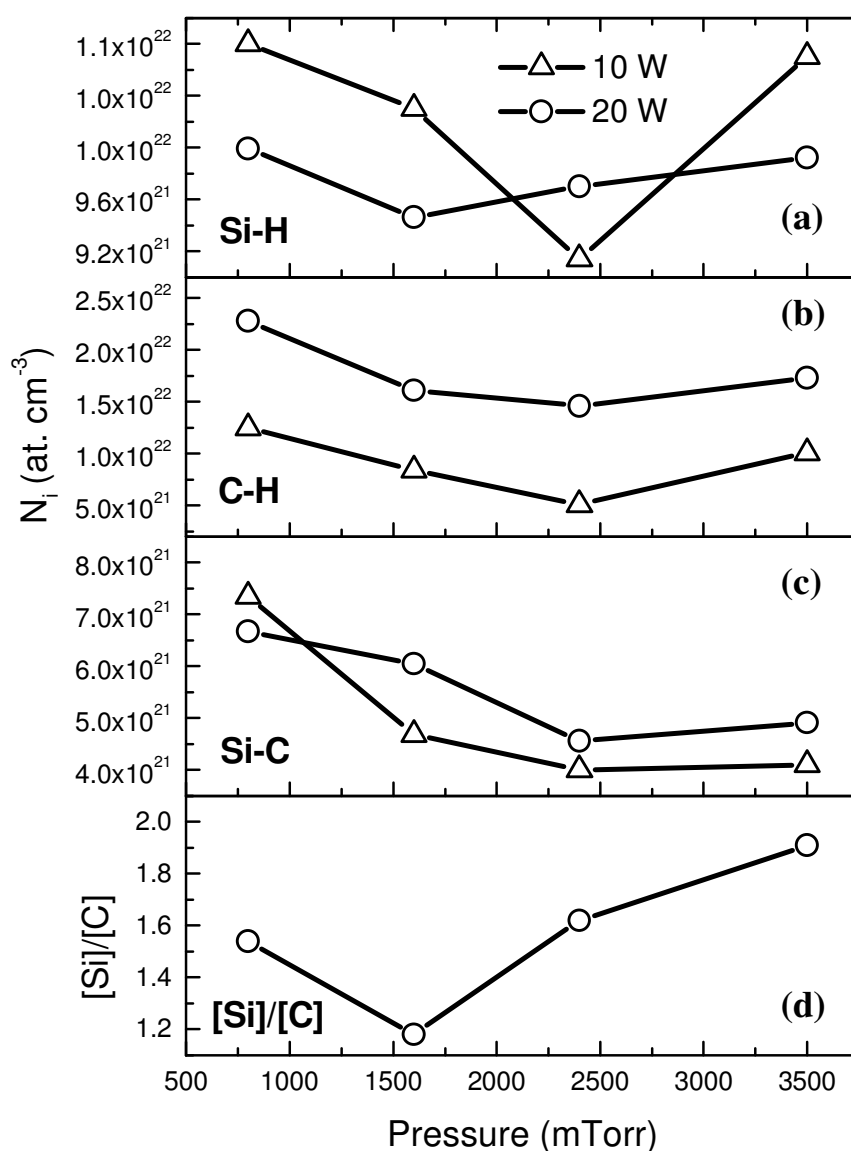 1.1x10²²
1.0x10²²
1.0x10²²
9.6x10²¹
9.2x10²¹
10 W
20 W
Si-H
(a)
2.5x10²²
2.0x10²²
1.5x10²²
1.0x10²²
5.0x10²¹
(b)
C-H
N_i (at. cm⁻³)
8.0x10²¹
7.0x10²¹
6.0x10²¹
5.0x10²¹
4.0x10²¹
(c)
Si-C
2.0
1.8
1.6
1.4
1.2
[Si]/[C]
[Si]/[C]
(d)
500 1000 1500 2000 2500 3000 3500
Pressure (mTorr)